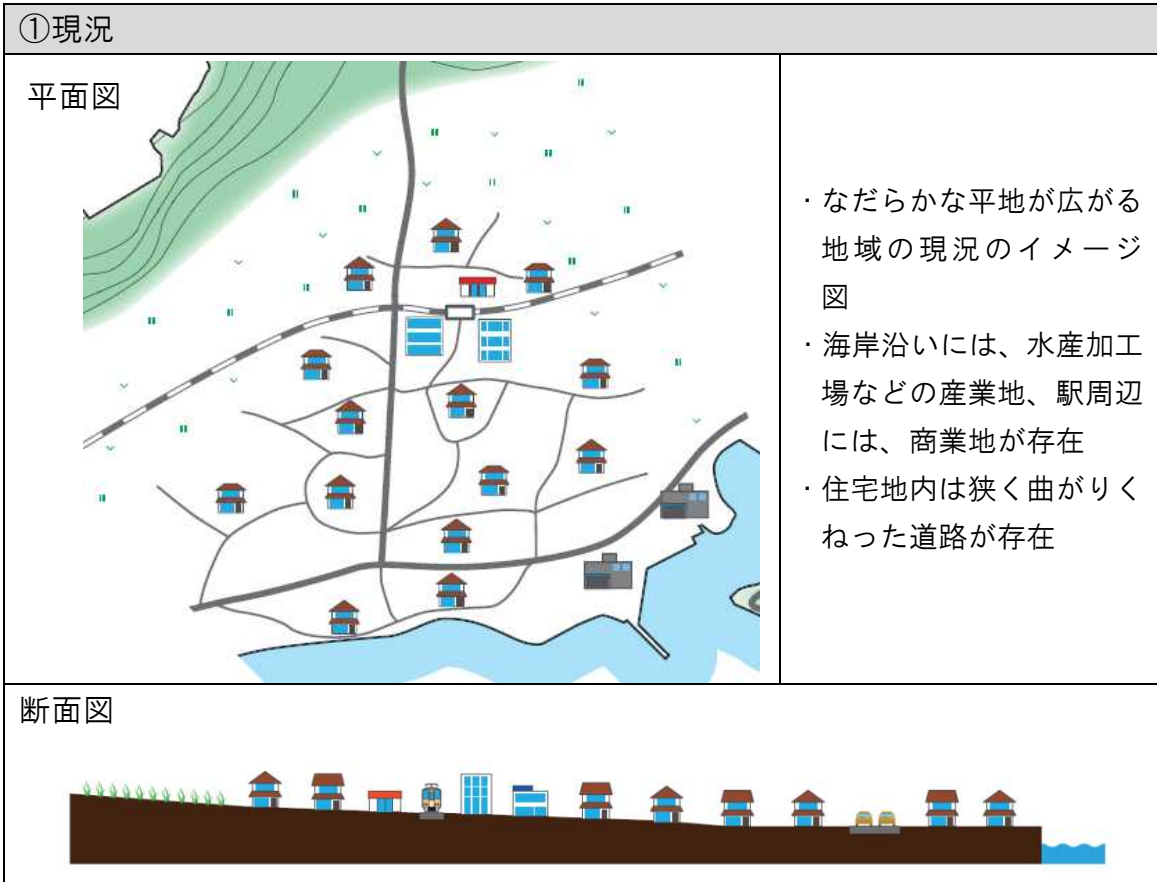 ①現況
平面図
・なだらかな平地が広がる
地域の現況のイメージ
図
・海岸沿いには、水産加工
場などの産業地、駅周辺
には、商業地が存在
・住宅地内は狭く曲がりく
ねった道路が存在
断面図